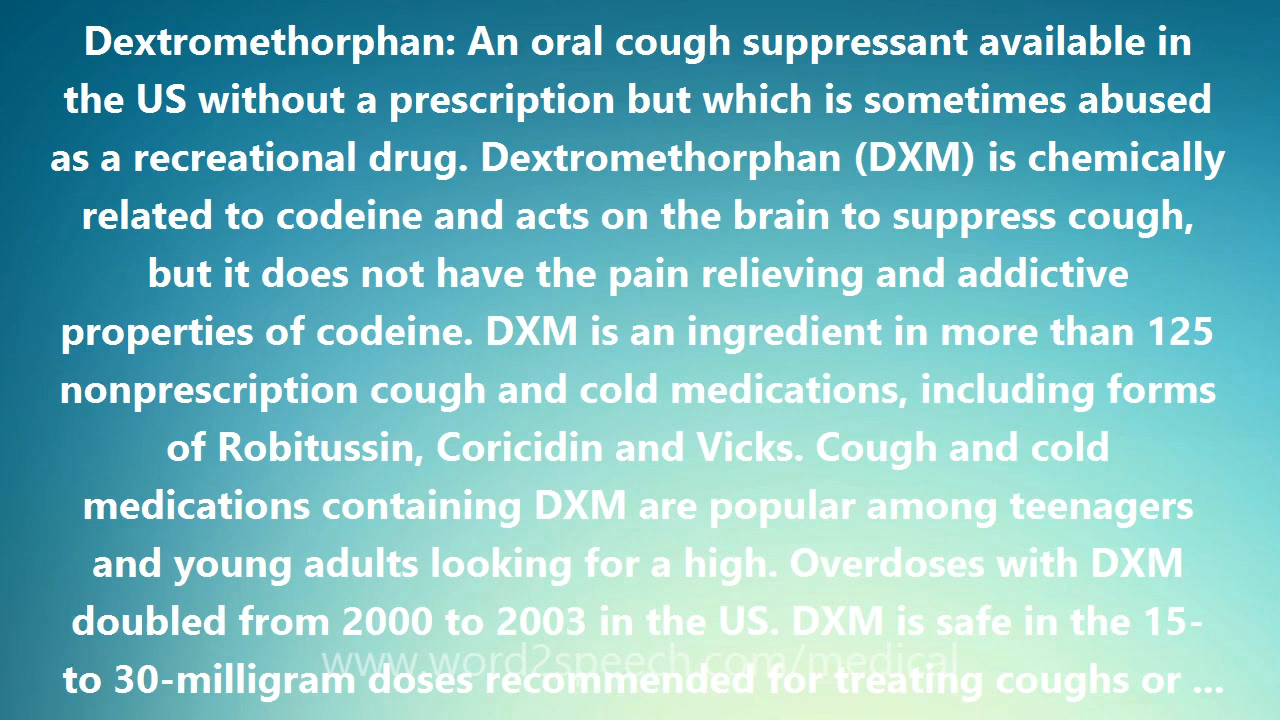 Dextromethorphan: An oral cough suppressant available in
the US without a prescription but which is sometimes abused
as a recreational drug. Dextromethorphan (DXM) is chemically
related to codeine and acts on the brain to suppress cough,
but it does not have the pain relieving and addictive
properties of codeine. DXM is an ingredient in more than 125
nonprescription cough and cold medications, including forms
of Robitussin, Coricidin and Vicks. Cough and cold
medications containing DXM are popular among teenagers
and young adults looking for a high. Overdoses with DXM
doubled from 2000 to 2003 in the US. DXM is safe in the 15-
www.word2speech.com/medical
to 30-milligram doses recommended for treating coughs or ...